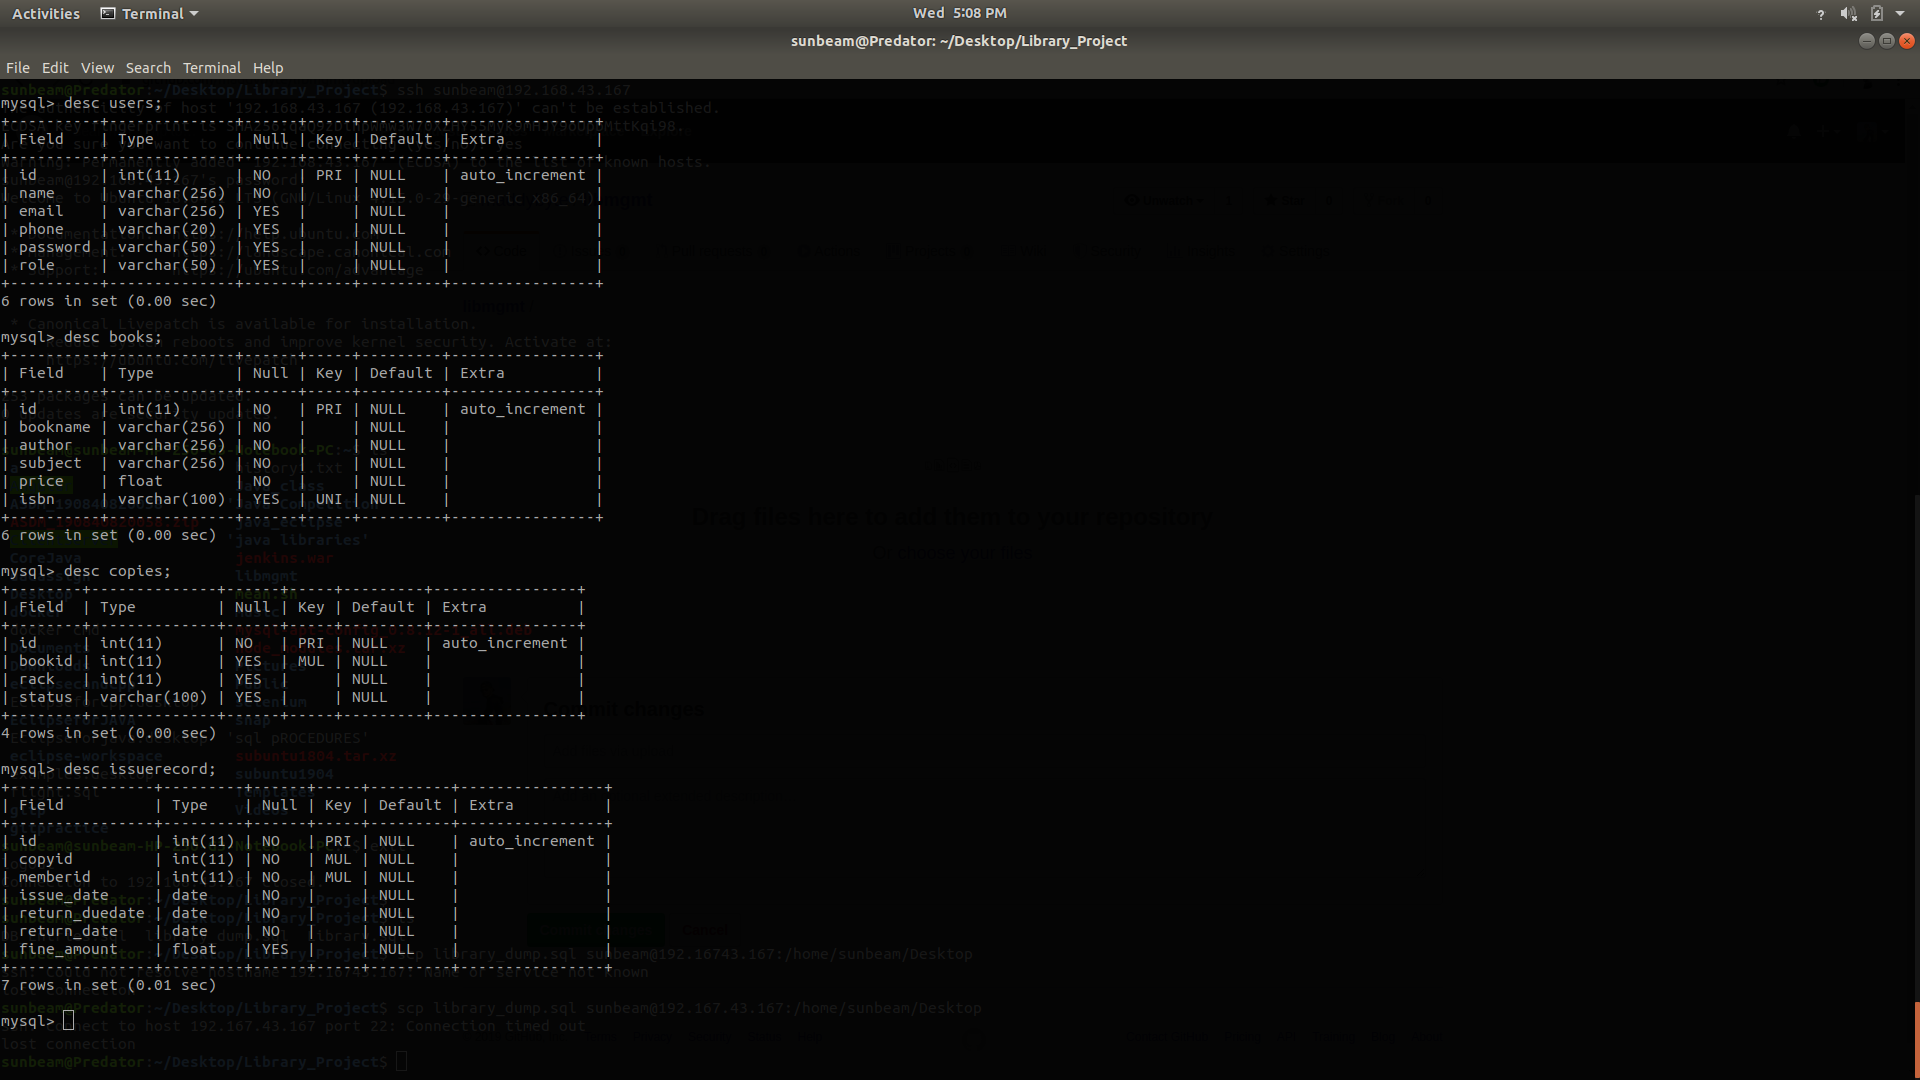 Activities   Terminal   Wed  5:08 PM   ?
sunbeam@Predator: ~/Desktop/Library_Project
File  Edit  View  Search  Terminal  Help
mysql> desc users;
+----------+--------------+------+-----+---------+----------------+
| Field    | Type         | Null | Key | Default | Extra          |
+----------+--------------+------+-----+---------+----------------+
| id       | int(11)      | NO   | PRI | NULL    | auto_increment |
| name     | varchar(256) | NO   |     | NULL    |                |
| email    | varchar(256) | YES  |     | NULL    |                |
| phone    | varchar(20)  | YES  |     | NULL    |                |
| password | varchar(50)  | YES  |     | NULL    |                |
| role     | varchar(50)  | YES  |     | NULL    |                |
+----------+--------------+------+-----+---------+----------------+
6 rows in set (0.00 sec)
mysql> desc books;
+----------+--------------+------+-----+---------+----------------+
| Field    | Type         | Null | Key | Default | Extra          |
+----------+--------------+------+-----+---------+----------------+
| id       | int(11)      | NO   | PRI | NULL    | auto_increment |
| bookname | varchar(256) | NO   |     | NULL    |                |
| author   | varchar(256) | NO   |     | NULL    |                |
| subject  | varchar(256) | NO   |     | NULL    |                |
| price    | float        | NO   |     | NULL    |                |
| isbn     | varchar(100) | YES  | UNI | NULL    |                |
+----------+--------------+------+-----+---------+----------------+
6 rows in set (0.00 sec)
mysql> desc copies;
+--------+--------------+------+-----+---------+----------------+
| Field  | Type         | Null | Key | Default | Extra          |
+--------+--------------+------+-----+---------+----------------+
| id     | int(11)      | NO   | PRI | NULL    | auto_increment |
| bookid | int(11)      | YES  | MUL | NULL    |                |
| rack   | int(11)      | YES  |     | NULL    |                |
| status | varchar(100) | YES  |     | NULL    |                |
+--------+--------------+------+-----+---------+----------------+
4 rows in set (0.00 sec)
mysql> desc issuerecord;
+----------------+---------+------+-----+---------+----------------+
| Field          | Type    | Null | Key | Default | Extra          |
+----------------+---------+------+-----+---------+----------------+
| id             | int(11) | NO   | PRI | NULL    | auto_increment |
| copyid         | int(11) | NO   | MUL | NULL    |                |
| memberid       | int(11) | NO   | MUL | NULL    |                |
| issue_date     | date    | NO   |     | NULL    |                |
| return_duedate | date    | NO   |     | NULL    |                |
| return_date    | date    | NO   |     | NULL    |                |
| fine_amount    | float   | YES  |     | NULL    |                |
+----------------+---------+------+-----+---------+----------------+
7 rows in set (0.01 sec)
mysql>